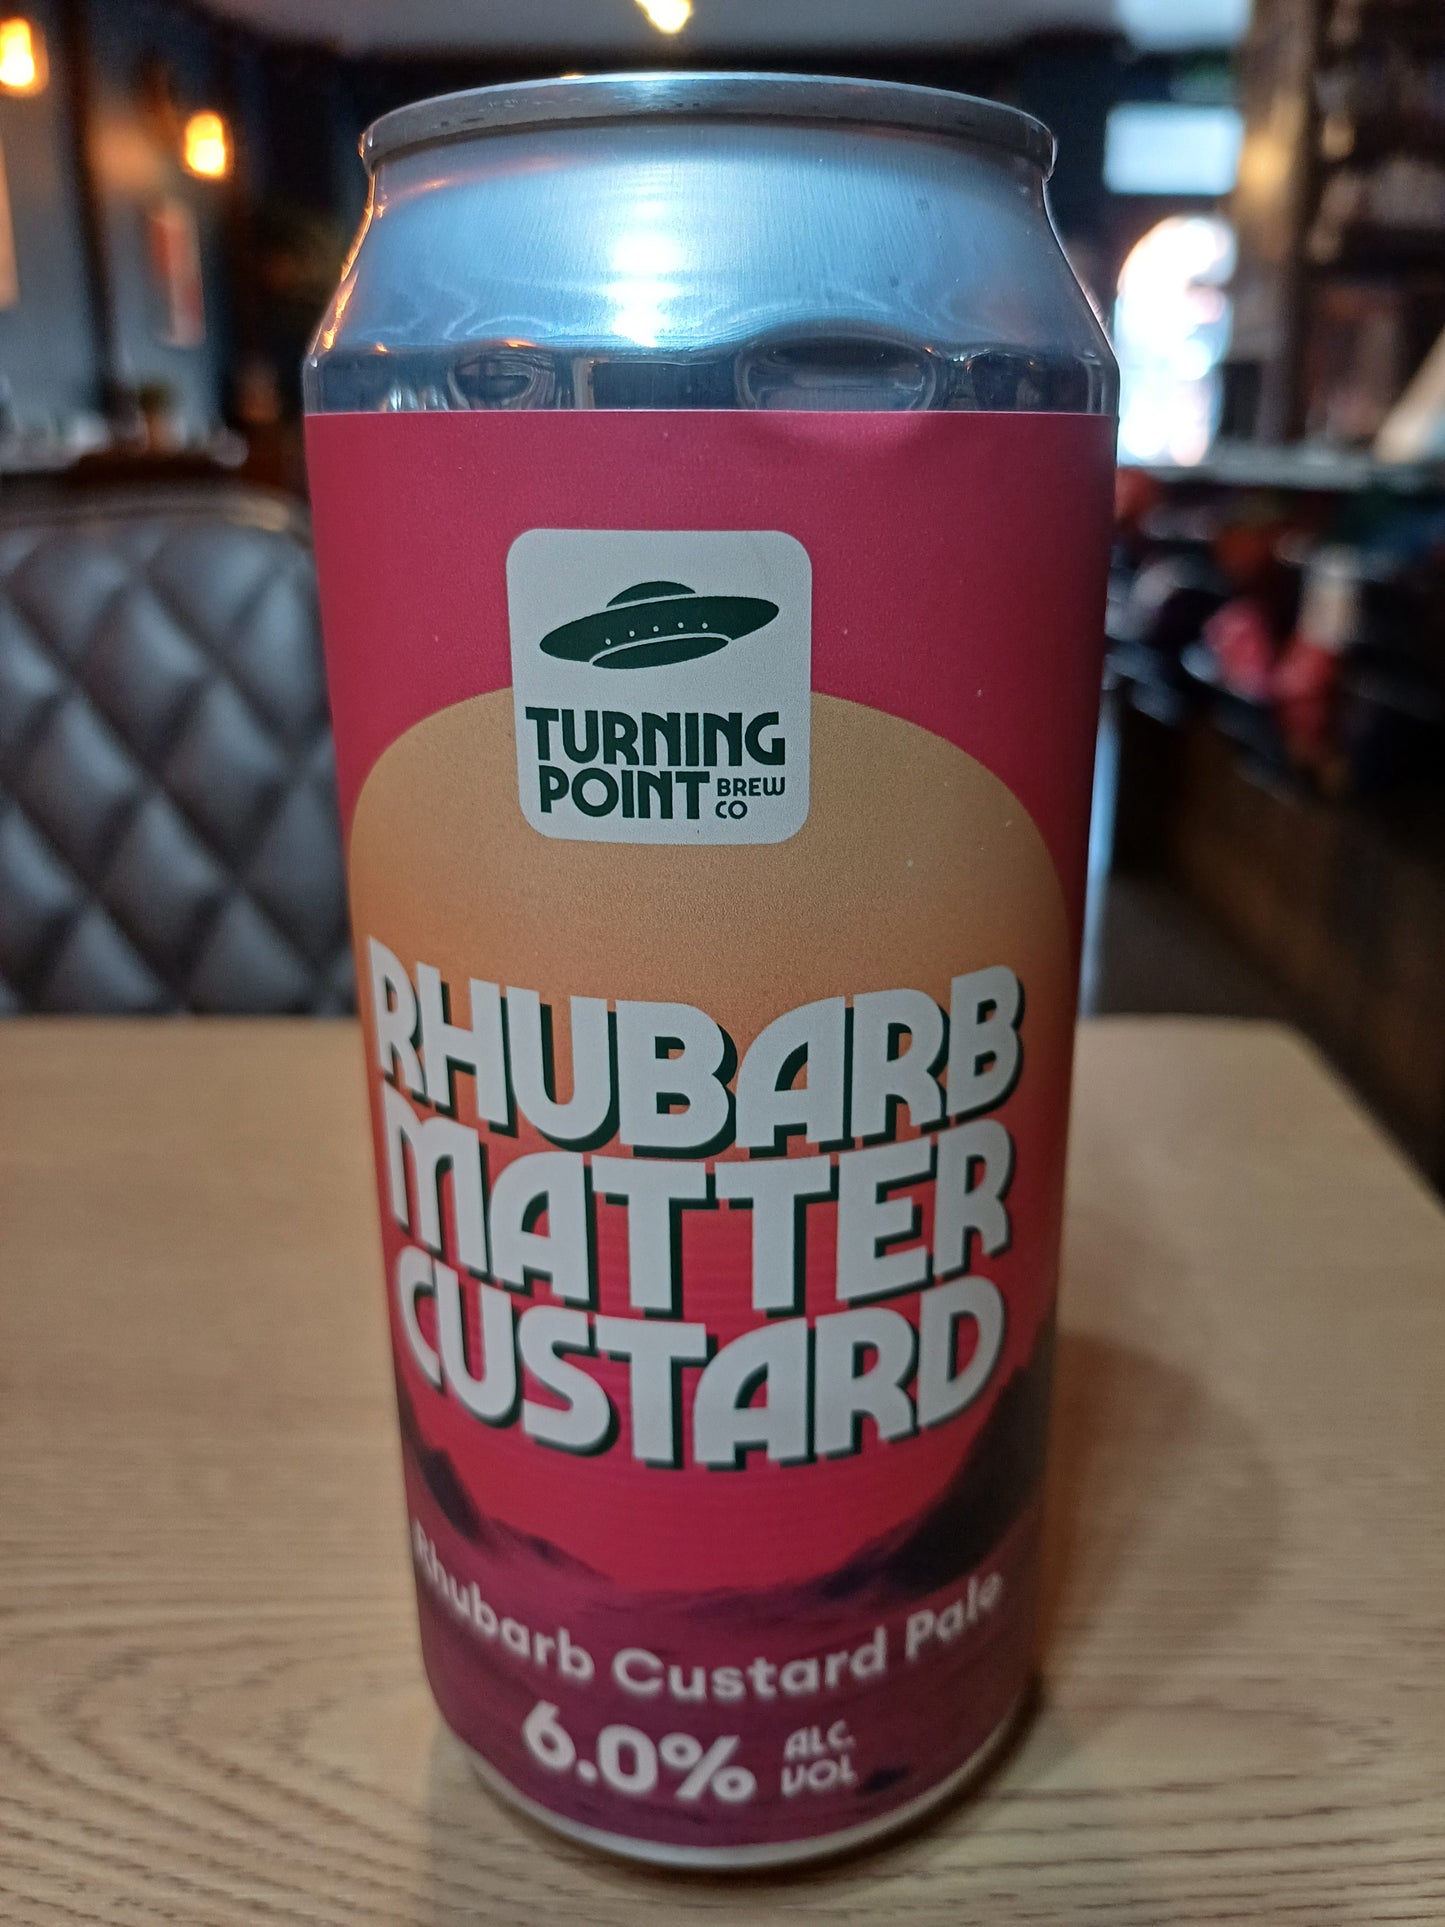 TURNING
POINT BREW
CO
RHUBARB
MATTER
CUSTARD
Rhubarb Custard Pale
6.0% ALC.
VOL